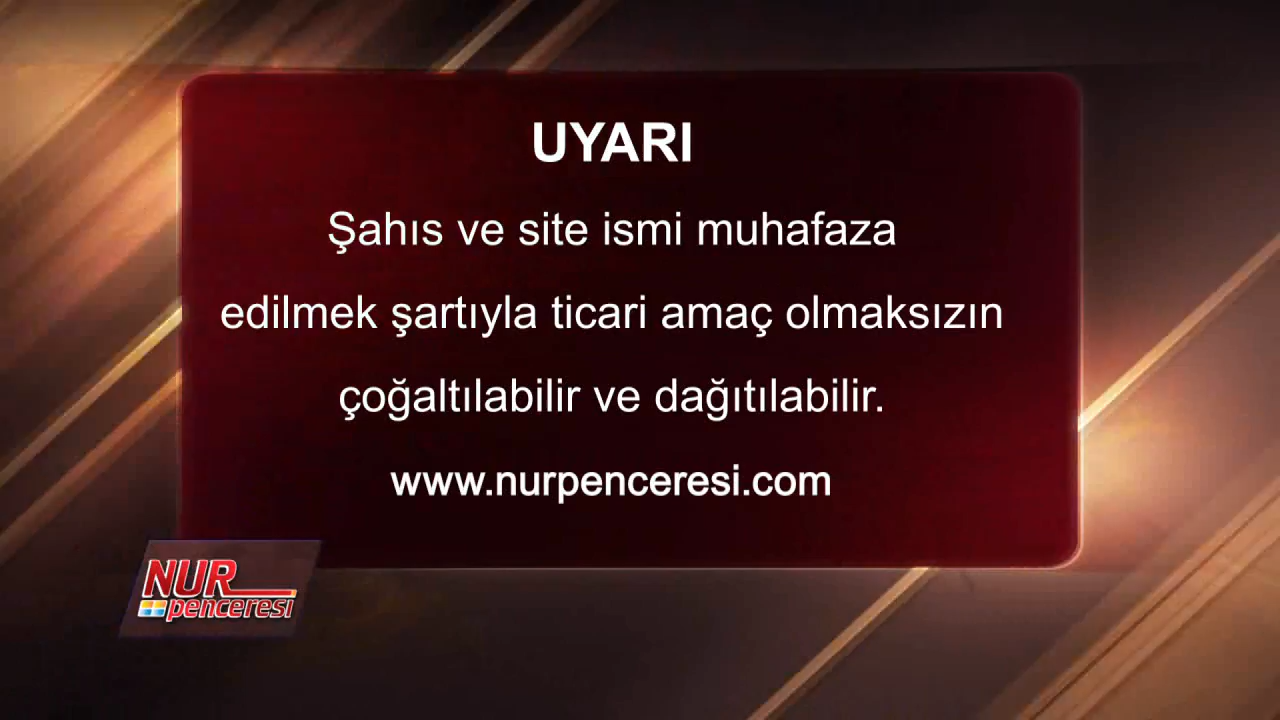 UYARI
Şahıs ve site ismi muhafaza
edilmek şartıyla ticari amaç olmaksızın
çoğaltılabilir ve dağıtılabilir.
www.nurpenceresi.com
NUR
penceresi